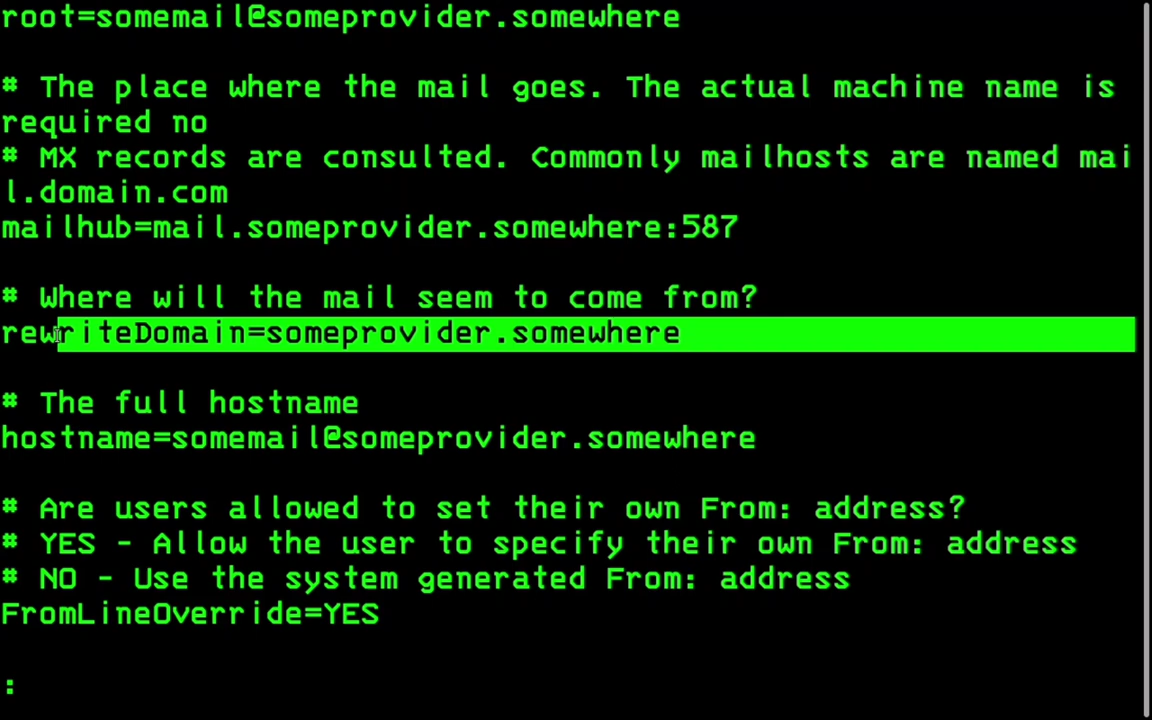 root=somemail@someprovider.somewhere
# The place where the mail goes. The actual machine name is
required no
# MX records are consulted. Commonly mailhosts are named mai
l.domain.com
mailhub=mail.someprovider.somewhere:587
# Where will the mail seem to come from?
rewriteDomain=someprovider.somewhere
# The full hostname
hostname=somemail@someprovider.somewhere
# Are users allowed to set their own From: address?
# YES - Allow the user to specify their own From: address
# NO - Use the system generated From: address
FromLineOverride=YES
: